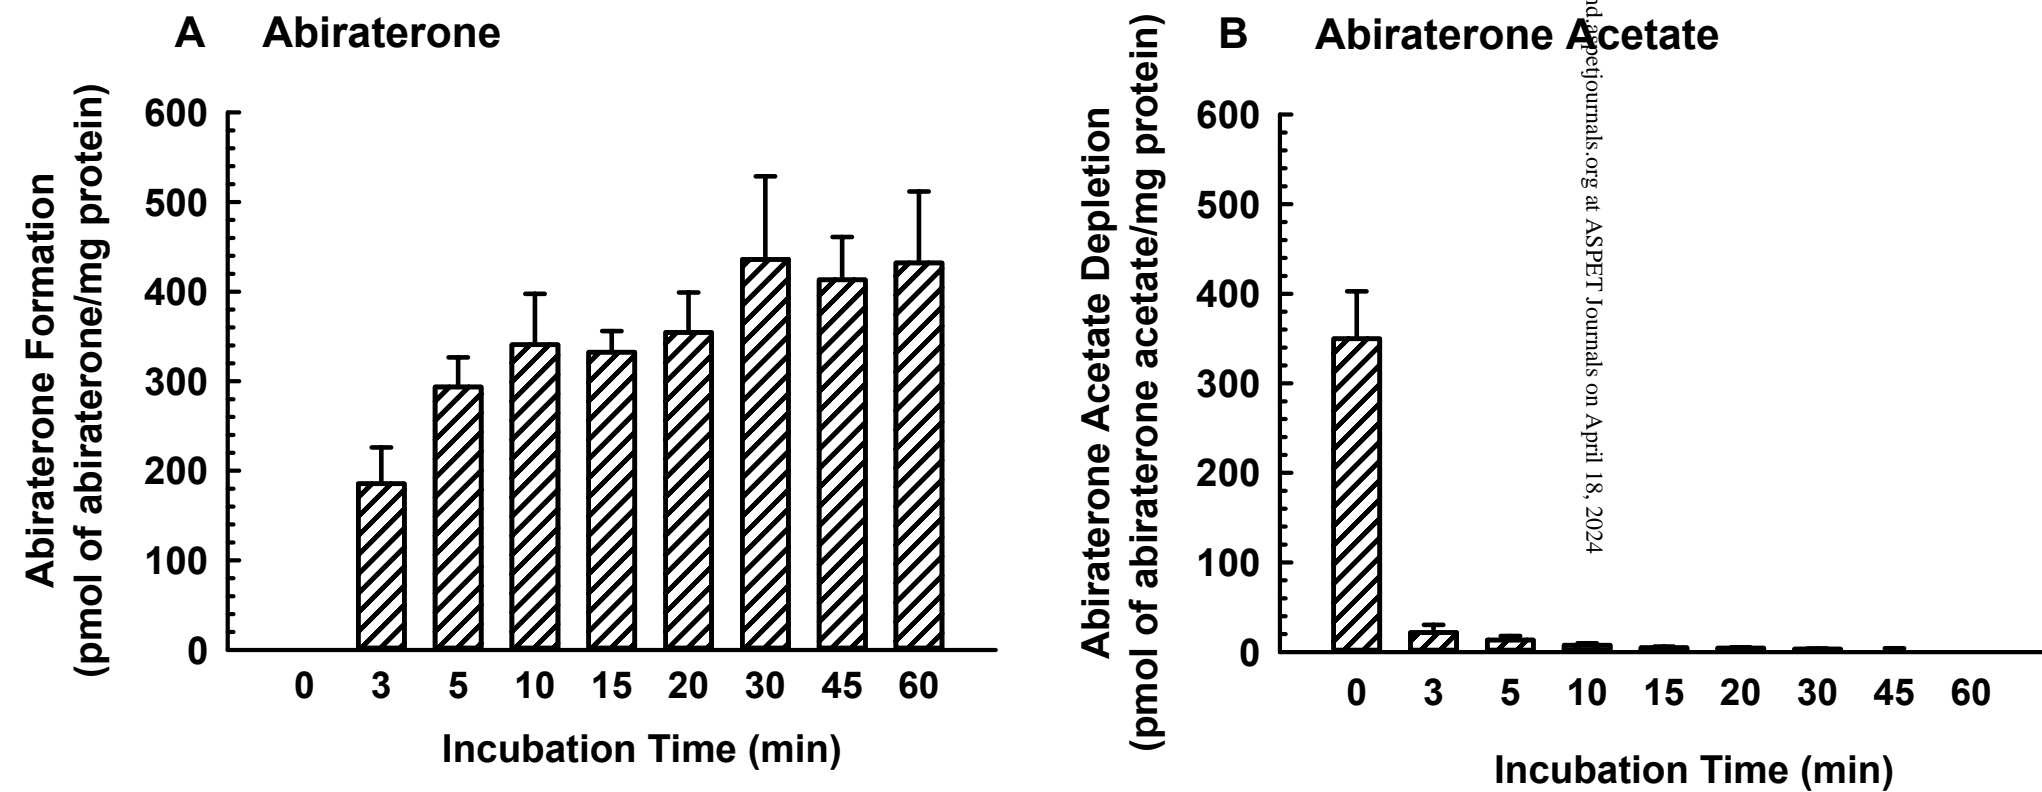 A Abiraterone
Abiraterone Formation
(pmol of abiraterone/mg protein)
600
500
400
300
200
100
0
0 3 5 10 15 20 30 45 60
Incubation Time (min)
B Abiraterone Acetate
Abiraterone Acetate Depletion
(pmol of abiraterone acetate/mg protein)
600
500
400
300
200
100
0
0 3 5 10 15 20 30 45 60
Incubation Time (min)
aspetjournals.org at ASPET Journals on April 18, 2024